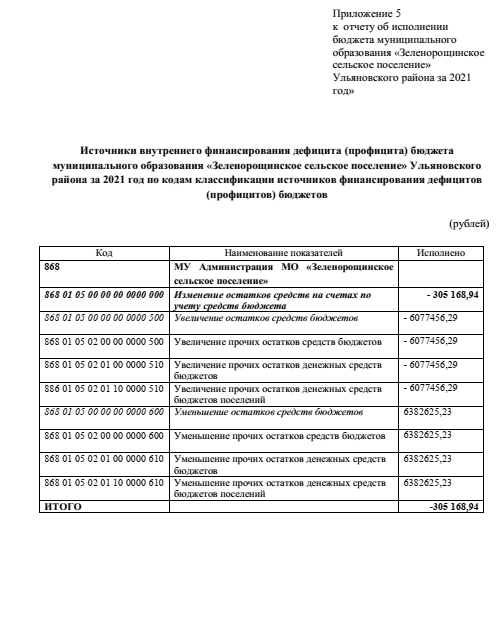 Приложение 5
к отчету об исполнении
бюджета муниципального
образования «Зеленорощинское
сельское поселение»
Ульяновского района за 2021
год»
Источники внутреннего финансирования дефицита (профицита) бюджета
муниципального образования «Зеленорощинское сельское поселение» Ульяновского
района за 2021 год по кодам классификации источников финансирования дефицитов
(профицитов) бюджетов
(рублей)
Код Наименование показателей Исполнено
868 МУ Администрация МО «Зеленорощинское
сельское поселение»
868 01 05 00 00 00 0000 000 Изменение остатков средств на счетах по - 305 168,94
учету средств бюджета
868 01 05 00 00 00 0000 500 Увеличение остатков средств бюджетов - 6077456,29
868 01 05 02 00 00 0000 500 Увеличение прочих остатков средств бюджетов - 6077456,29
868 01 05 02 01 00 0000 510 Увеличение прочих остатков денежных средств - 6077456,29
бюджетов
886 01 05 02 01 10 0000 510 Увеличение прочих остатков денежных средств - 6077456,29
бюджетов поселений
868 01 05 00 00 00 0000 600 Уменьшение остатков средств бюджетов 6382625,23
868 01 05 02 00 00 0000 600 Уменьшение прочих остатков средств бюджетов 6382625,23
868 01 05 02 01 00 0000 610 Уменьшение прочих остатков денежных средств 6382625,23
бюджетов
868 01 05 02 01 10 0000 610 Уменьшение прочих остатков денежных средств 6382625,23
бюджетов поселений
ИТОГО -305 168,94